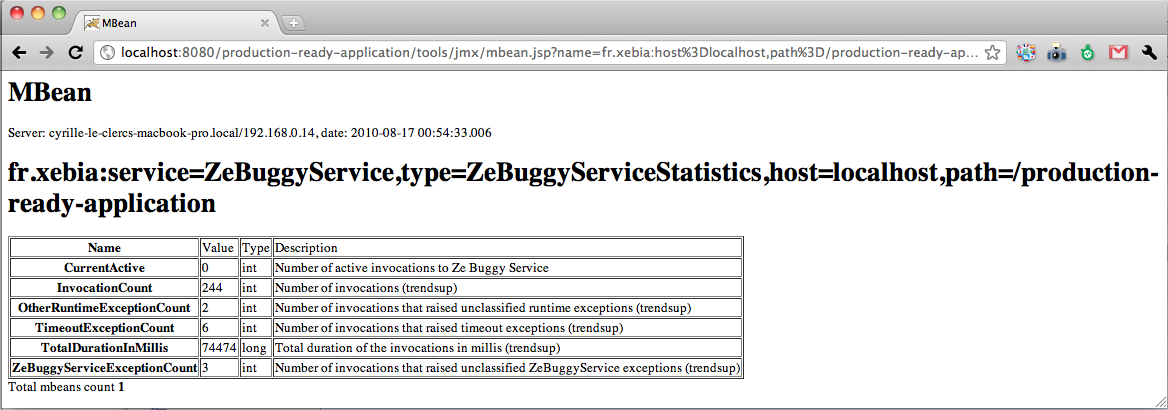 MBean
localhost:8080/production-ready-application/tools/jmx/mbean.jsp?name=fr.xebia:host%3Dlocalhost,path%3D/production-ready-ap...
MBean
Server: cyrille-le-clercs-macbook-pro.local/192.168.0.14, date: 2010-08-17 00:54:33.006
fr.xebia:service=ZeBuggyService,type=ZeBuggyServiceStatistics,host=localhost,path=/production-
ready-application
Name Value Type Description
CurrentActive 0 int Number of active invocations to Ze Buggy Service
InvocationCount 244 int Number of invocations (trendsup)
OtherRuntimeExceptionCount 2 int Number of invocations that raised unclassified runtime exceptions (trendsup)
TimeoutExceptionCount 6 int Number of invocations that raised timeout exceptions (trendsup)
TotalDurationInMillis 74474 long Total duration of the invocations in millis (trendsup)
ZeBuggyServiceExceptionCount 3 int Number of invocations that raised unclassified ZeBuggyService exceptions (trendsup)
Total mbeans count 1